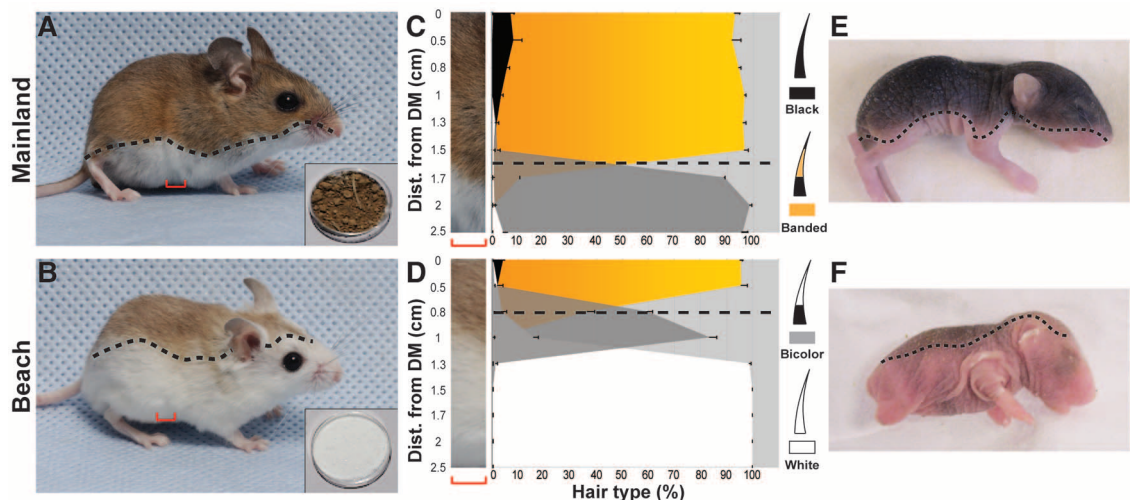 A
Mainland
C
Dist. from DM (cm)
0
0.5
0.8
1
1.3
1.5
1.7
2
2.5
0 10 20 30 40 50 60 70 80 90 100
Black
Banded
E
B
Beach
D
Dist. from DM (cm)
0
0.5
0.8
1
1.3
1.5
1.7
2
2.5
0 10 20 30 40 50 60 70 80 90 100
Hair type (%)
Bicolor
White
F